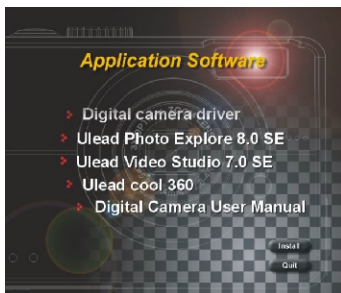 Application Software
Digital camera driver
Ulead Photo Explore 8.0 SE
Ulead Video Studio 7.0 SE
Ulead cool 360
Digital Camera User Manual
Install
Quit